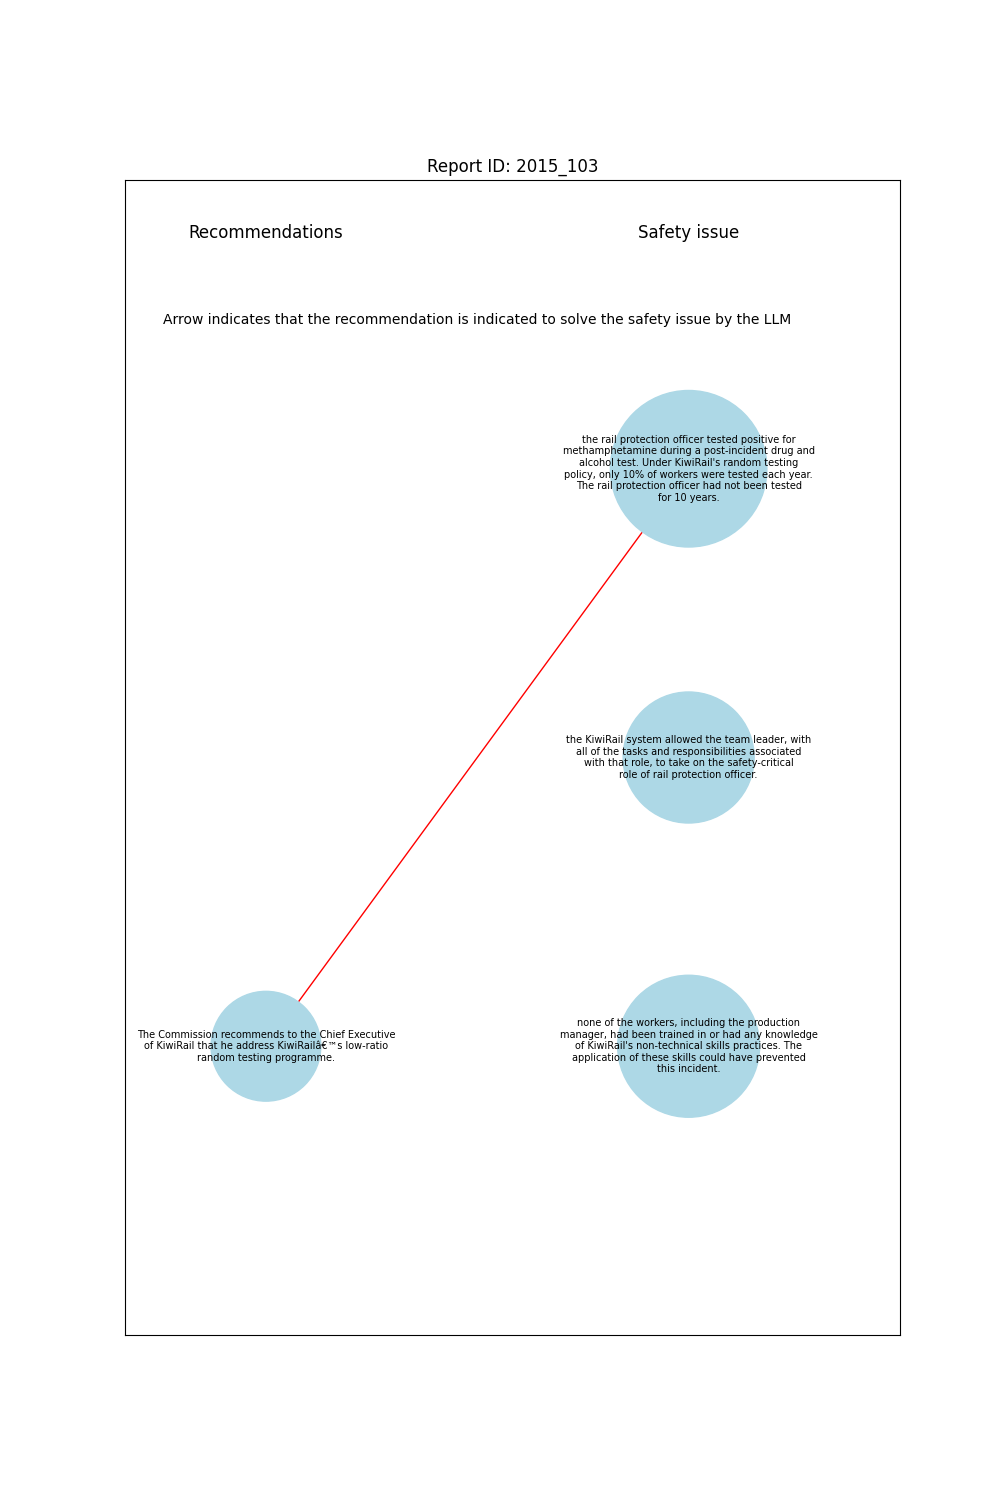 Report ID: 2015_103
Recommendations
Safety issue
Arrow indicates that the recommendation is indicated to solve the safety issue by the LLM
the rail protection officer tested positive for
methamphetamine during a post-incident drug and
alcohol test. Under KiwiRail's random testing
policy, only 10% of workers were tested each year.
The rail protection officer had not been tested
for 10 years.
the KiwiRail system allowed the team leader, with
all of the tasks and responsibilities associated
with that role, to take on the safety-critical
role of rail protection officer.
The Commission recommends to the Chief Executive
of KiwiRail that he address KiwiRailâ€™s low-ratio
random testing programme.
none of the workers, including the production
manager, had been trained in or had any knowledge
of KiwiRail's non-technical skills practices. The
application of these skills could have prevented
this incident.